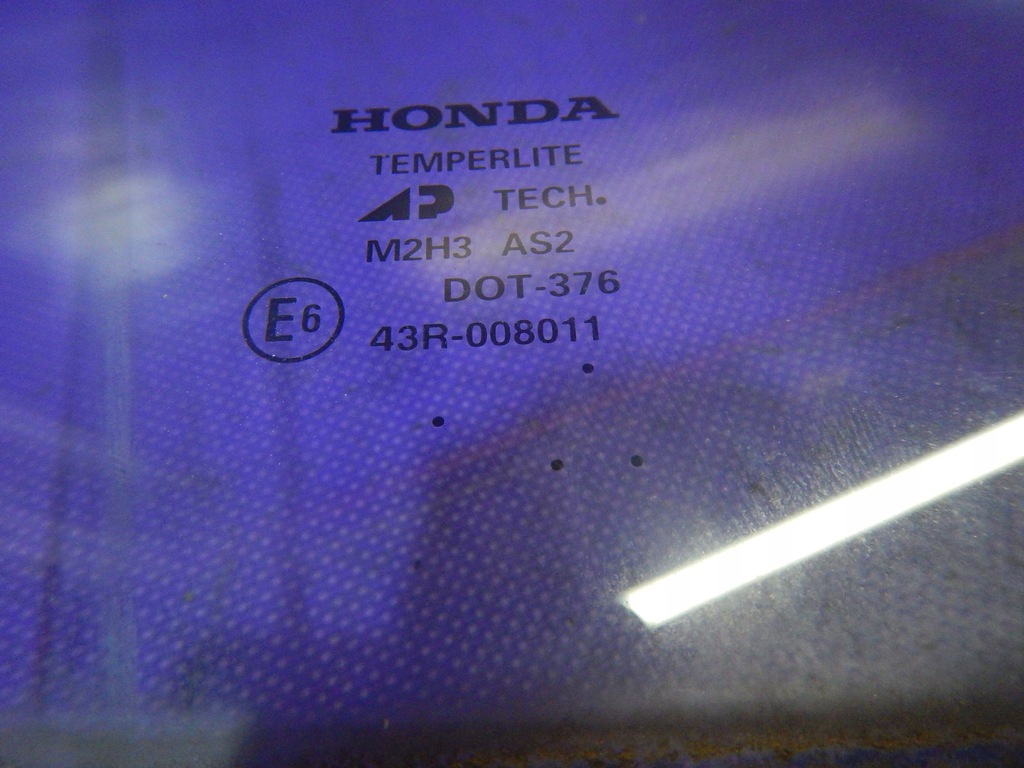 HONDA
TEMPERLITE
AP TECH.
M2H3 AS2
DOT-376
E6 43R-008011